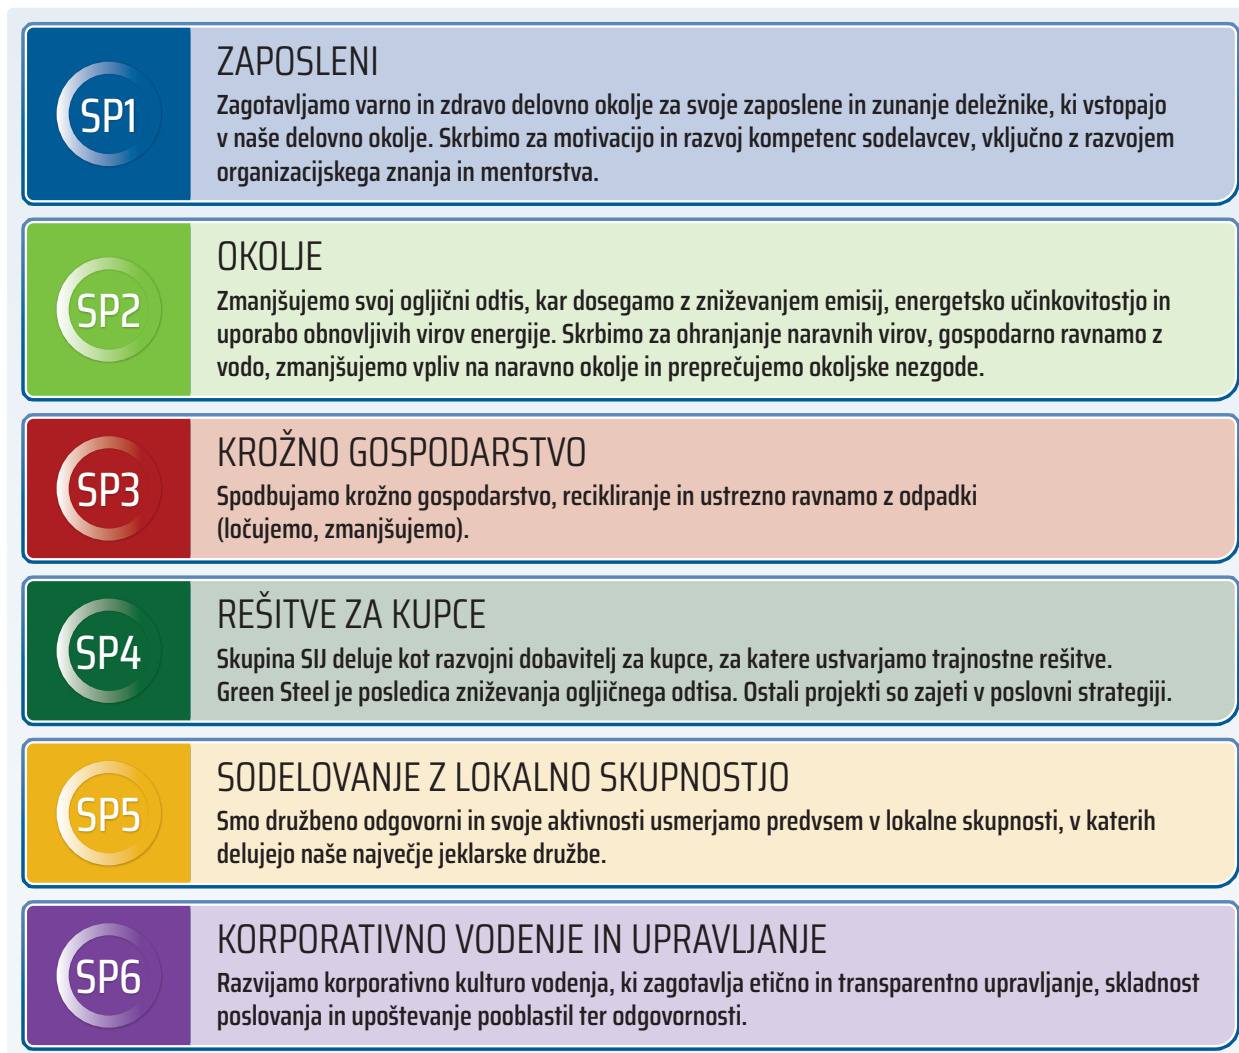 SP1
ZAPOSLENI
Zagotavljamo varno in zdravo delovno okolje za svoje zaposlene in zunanje deležnike, ki vstopajo
v naše delovno okolje. Skrbimo za motivacijo in razvoj kompetenc sodelavcev, vključno z razvojem
organizacijskega znanja in mentorstva.
SP2
OKOLJE
Zmanjšujemo svoj ogljični odtis, kar dosegamo z zniževanjem emisij, energetsko učinkovitostjo in
uporabo obnovljivih virov energije. Skrbimo za ohranjanje naravnih virov, gospodarno ravnamo z
vodo, zmanjšujemo vpliv na naravno okolje in preprečujemo okoljske nezgode.
SP3
KROŽNO GOSPODARSTVO
Spodbujamo krožno gospodarstvo, recikliranje in ustrezno ravnamo z odpadki
(ločujemo, zmanjšujemo).
SP4
REŠITVE ZA KUPCE
Skupina SIJ deluje kot razvojni dobavitelj za kupce, za katere ustvarjamo trajnostne rešitve.
Green Steel je posledica zniževanja ogljičnega odtisa. Ostali projekti so zajeti v poslovni strategiji.
SP5
SODELOVANJE Z LOKALNO SKUPNOSTJO
Smo družbeno odgovorni in svoje aktivnosti usmerjamo predvsem v lokalne skupnosti, v katerih
delujejo naše največje jeklarske družbe.
SP6
KORPORATIVNO VODENJE IN UPRAVLJANJE
Razvijamo korporativno kulturo vodenja, ki zagotavlja etično in transparentno upravljanje, skladnost
poslovanja in upoštevanje pooblastil ter odgovornosti.